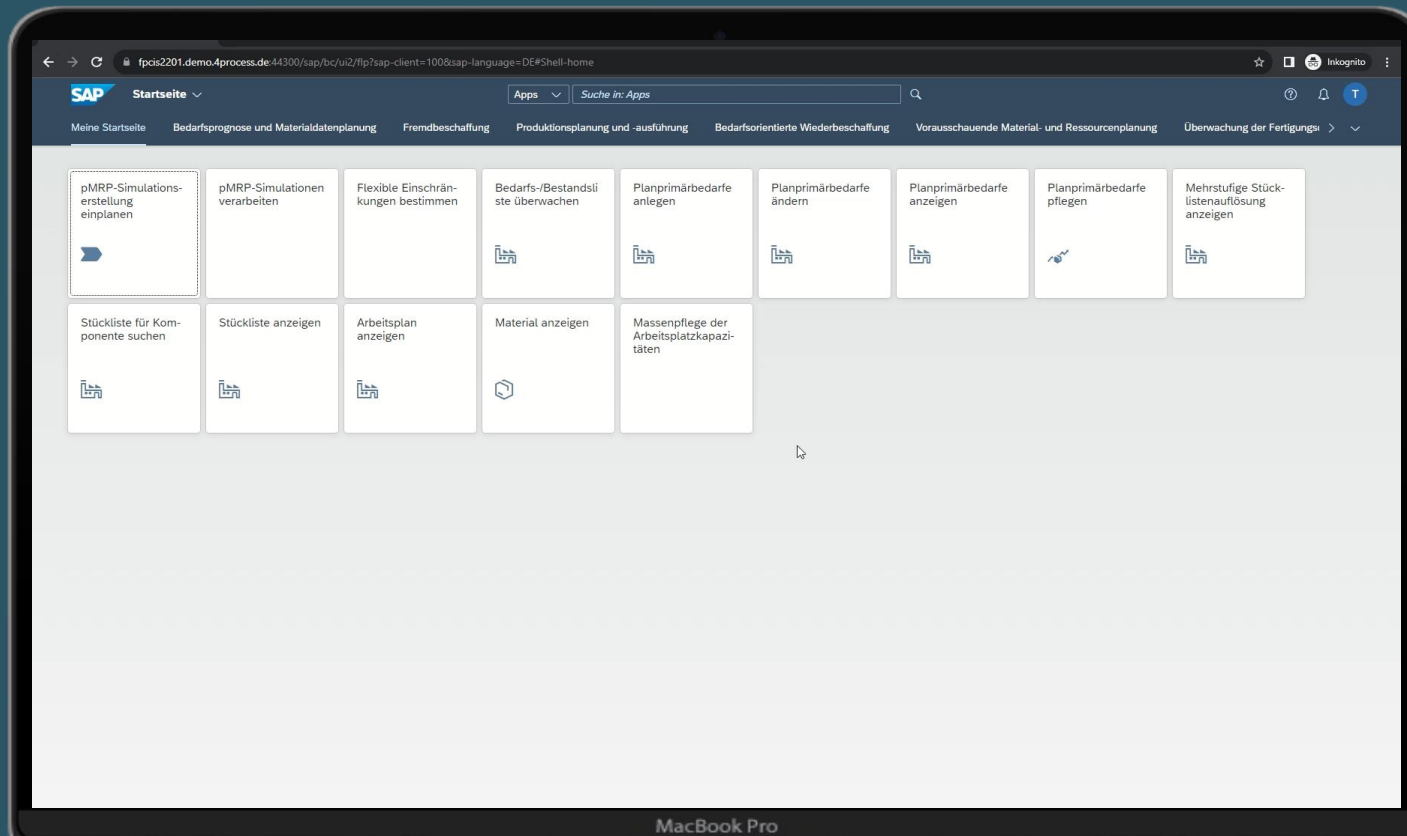 fpcis2201.demo.4process.de:44300/sap/bc/ui2/flp?sap-client=100&sap-language=DE#Shell-home
Inkognito
SAP Startseite
Apps Suche in: Apps
T
Meine Startseite Bedarfsprognose und Materialdatenplanung Fremdbeschaffung Produktionsplanung und -ausführung Bedarfsorientierte Wiederbeschaffung Vorausschauende Material- und Ressourcenplanung Überwachung der
pMRP-Simulations-
erstellung
einplanen
pMRP-Simulationen
verarbeiten
Flexible Einschrän-
kungen bestimmen
Bedarfs-/Bestandsli
ste überwachen
Planprimärbedarfe
anlegen
Planprimärbedarfe
ändern
Planprimärbedarfe
anzeigen
Planprimärbedarfe
pflegen
Mehrstufige Stück-
listenauflösung
anzeigen
Stückliste für Kom-
ponente suchen
Stückliste anzeigen
Arbeitsplan
anzeigen
Material anzeigen
Massenpflege der
Arbeitsplatzkapazi-
täten
MacBook Pro